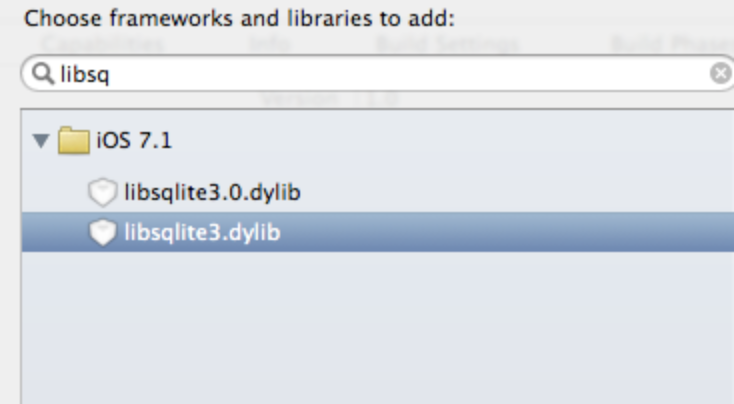 Choose frameworks and libraries to add:
Capabilities Info Build Settings Build Phases
libsq
Version 1.0
iOS 7.1
libsqlite3.0.dylib
libsqlite3.dylib